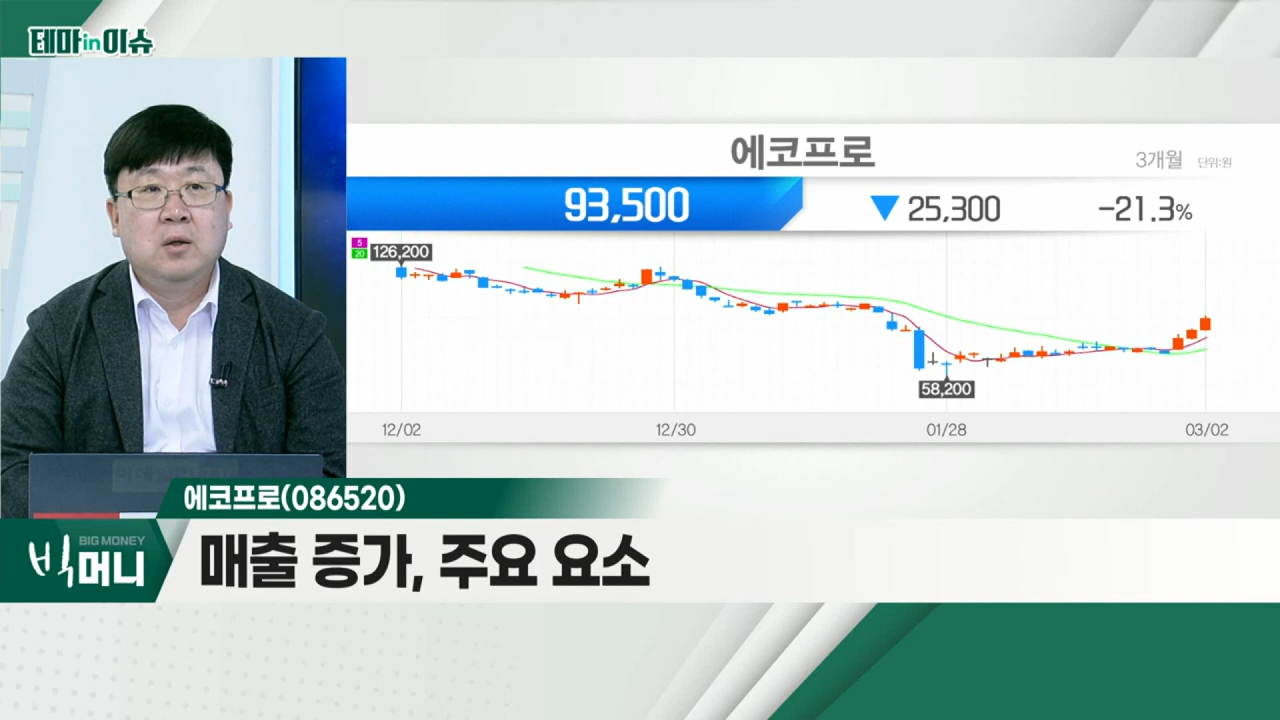 테마in이슈
에코프로
3개월 단위:원
93,500 ▼25,300 -21.3%
5
20
126,200
58,200
12/02 12/30 01/28 03/02
에코프로(086520)
BIG MONEY
빅머니
매출 증가, 주요 요소